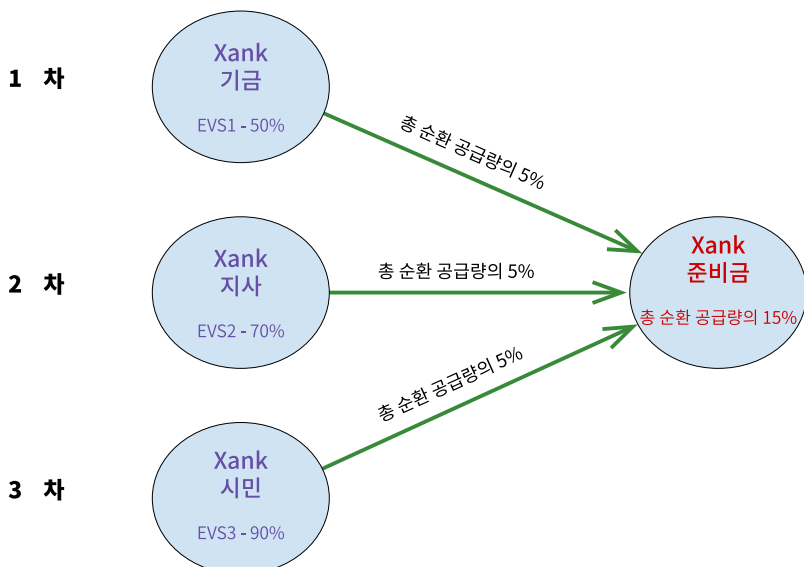 1 차
Xank
기금
EVS1 - 50%
총 순환 공급량의 5%
2 차
Xank
지사
EVS2 - 70%
총 순환 공급량의 5%
Xank
준비금
총 순환 공급량의 15%
3 차
Xank
시민
EVS3 - 90%
총 순환 공급량의 5%